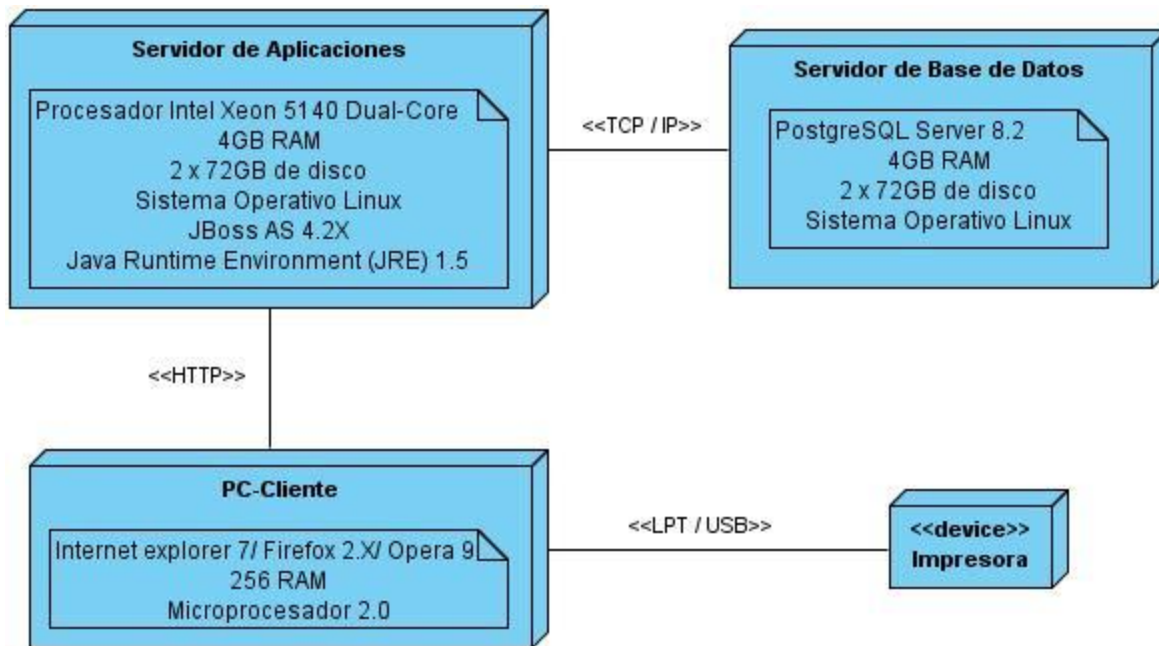 Servidor de Aplicaciones
Procesador Intel Xeon 5140 Dual-Core
4GB RAM
2 x 72GB de disco
Sistema Operativo Linux
JBoss AS 4.2X
Java Runtime Environment (JRE) 1.5
<<TCP / IP>>
Servidor de Base de Datos
PostgreSQL Server 8.2
4GB RAM
2 x 72GB de disco
Sistema Operativo Linux
<<HTTP>>
PC-Cliente
Internet explorer 7/ Firefox 2.X/ Opera 9
256 RAM
Microprocesador 2.0
<<LPT / USB>>
<<device>>
Impresora